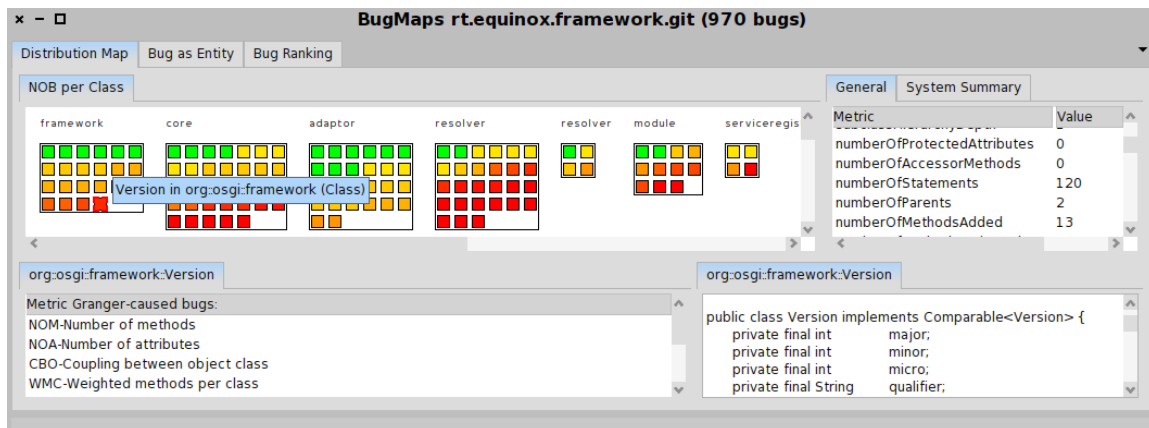 BugMaps rt.equinox.framework.git (970 bugs)
Distribution Map Bug as Entity Bug Ranking
NOB per Class
framework core adaptor resolver resolver module serviceregis
Version in org::osgi::framework (Class)
General System Summary
Metric Value
numberOfProtectedAttributes 0
numberOfAccessorMethods 0
numberOfStatements 120
numberOfParents 2
numberOfMethodsAdded 13
org::osgi::framework::Version
Metric Granger-caused bugs:
NOM-Number of methods
NOA-Number of attributes
CBO-Coupling between object class
WMC-Weighted methods per class
org::osgi::framework::Version
public class Version implements Comparable<Version> {
private final int major;
private final int minor;
private final int micro;
private final String qualifier;